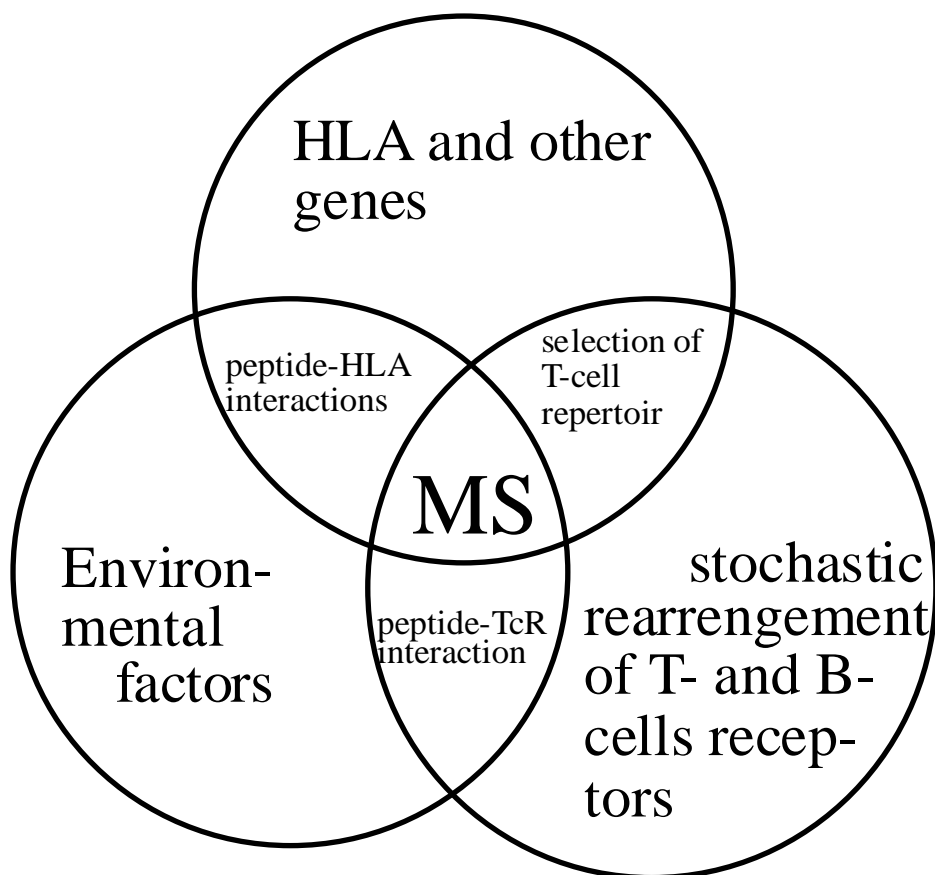 HLA and other
genes
peptide-HLA
interactions
selection of
T-cell
repertoir
MS
Environ-
mental
factors
peptide-TcR
interaction
stochastic
rearrengement
of T- and B-
cells recep-
tors